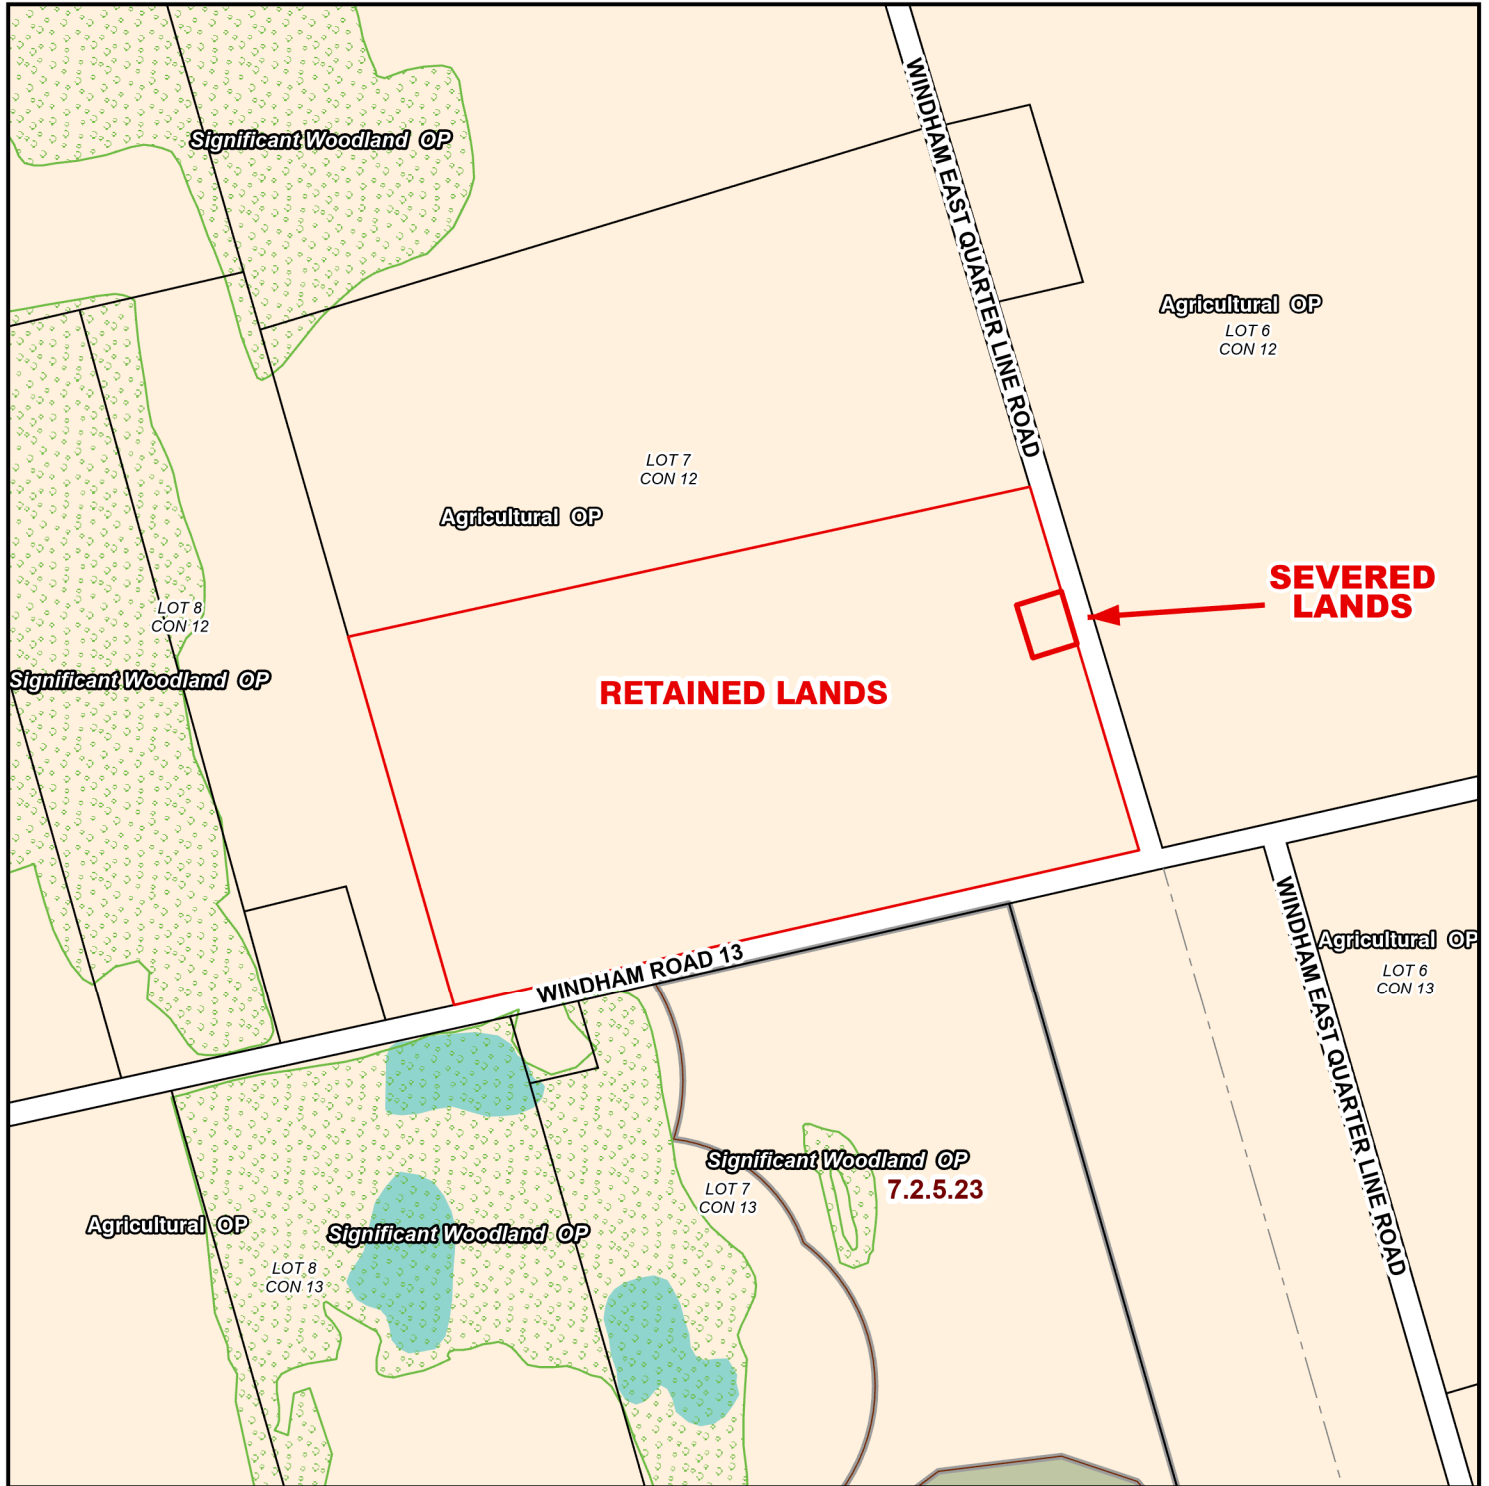 WINDHAM EAST QUARTER LINE ROAD
Significant Woodland OP
Agricultural OP
LOT 6
CON 12
LOT 7
CON 12
Agricultural OP
SEVERED
LANDS
LOT 8
CON 12
Significant Woodland OP
RETAINED LANDS
WINDHAM ROAD 13
WINDHAM EAST QUARTER LINE ROAD
Agricultural OP
LOT 6
CON 13
Significant Woodland OP
7.2.5.23
LOT 7
CON 13
Agricultural OP
Significant Woodland OP
LOT 8
CON 13